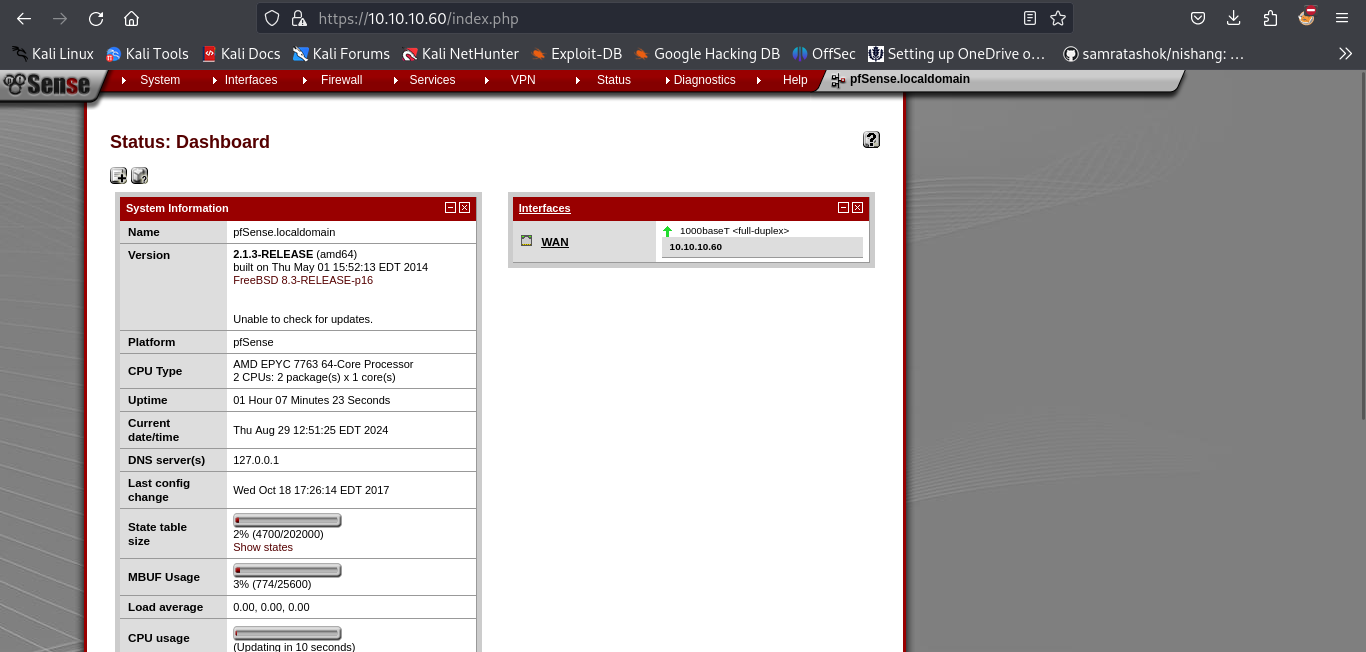 https://10.10.10.60/index.php
Kali Linux Kali Tools Kali Docs Kali Forums Kali NetHunter Exploit-DB Google Hacking DB OffSec Setting up OneDrive o… samratashok/nishang: …
Sense System Interfaces Firewall Services VPN Status Diagnostics Help pfSense.localdomain
Status: Dashboard
System Information
Name pfSense.localdomain
Version 2.1.3-RELEASE (amd64)
built on Thu May 01 15:52:13 EDT 2014
FreeBSD 8.3-RELEASE-p16
Unable to check for updates.
Platform pfSense
CPU Type AMD EPYC 7763 64-Core Processor
2 CPUs: 2 package(s) x 1 core(s)
Uptime 01 Hour 07 Minutes 23 Seconds
Current
date/time Thu Aug 29 12:51:25 EDT 2024
DNS server(s) 127.0.0.1
Last config
change Wed Oct 18 17:26:14 EDT 2017
State table
size
2% (4700/202000)
Show states
MBUF Usage
3% (774/25600)
Load average 0.00, 0.00, 0.00
CPU usage
(Updating in 10 seconds)
Interfaces
WAN
1000baseT <full-duplex>
10.10.10.60